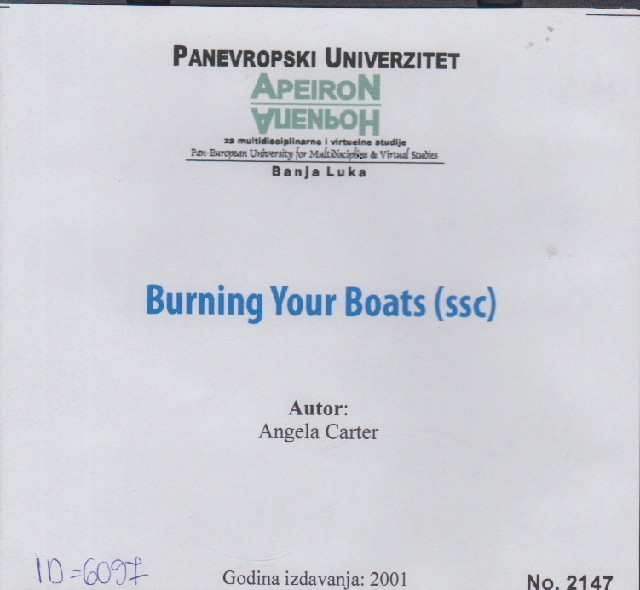 PANEVROPSKI UNIVERZITET
APEIRON
АПЕИРОН
za multidisciplinarne i virtuelne studije
Pan-European University for Multidiscipline & Virtual Studies
Banja Luka
Burning Your Boats (ssc)
Autor:
Angela Carter
ID=6097
Godina izdavanja: 2001
No. 2147